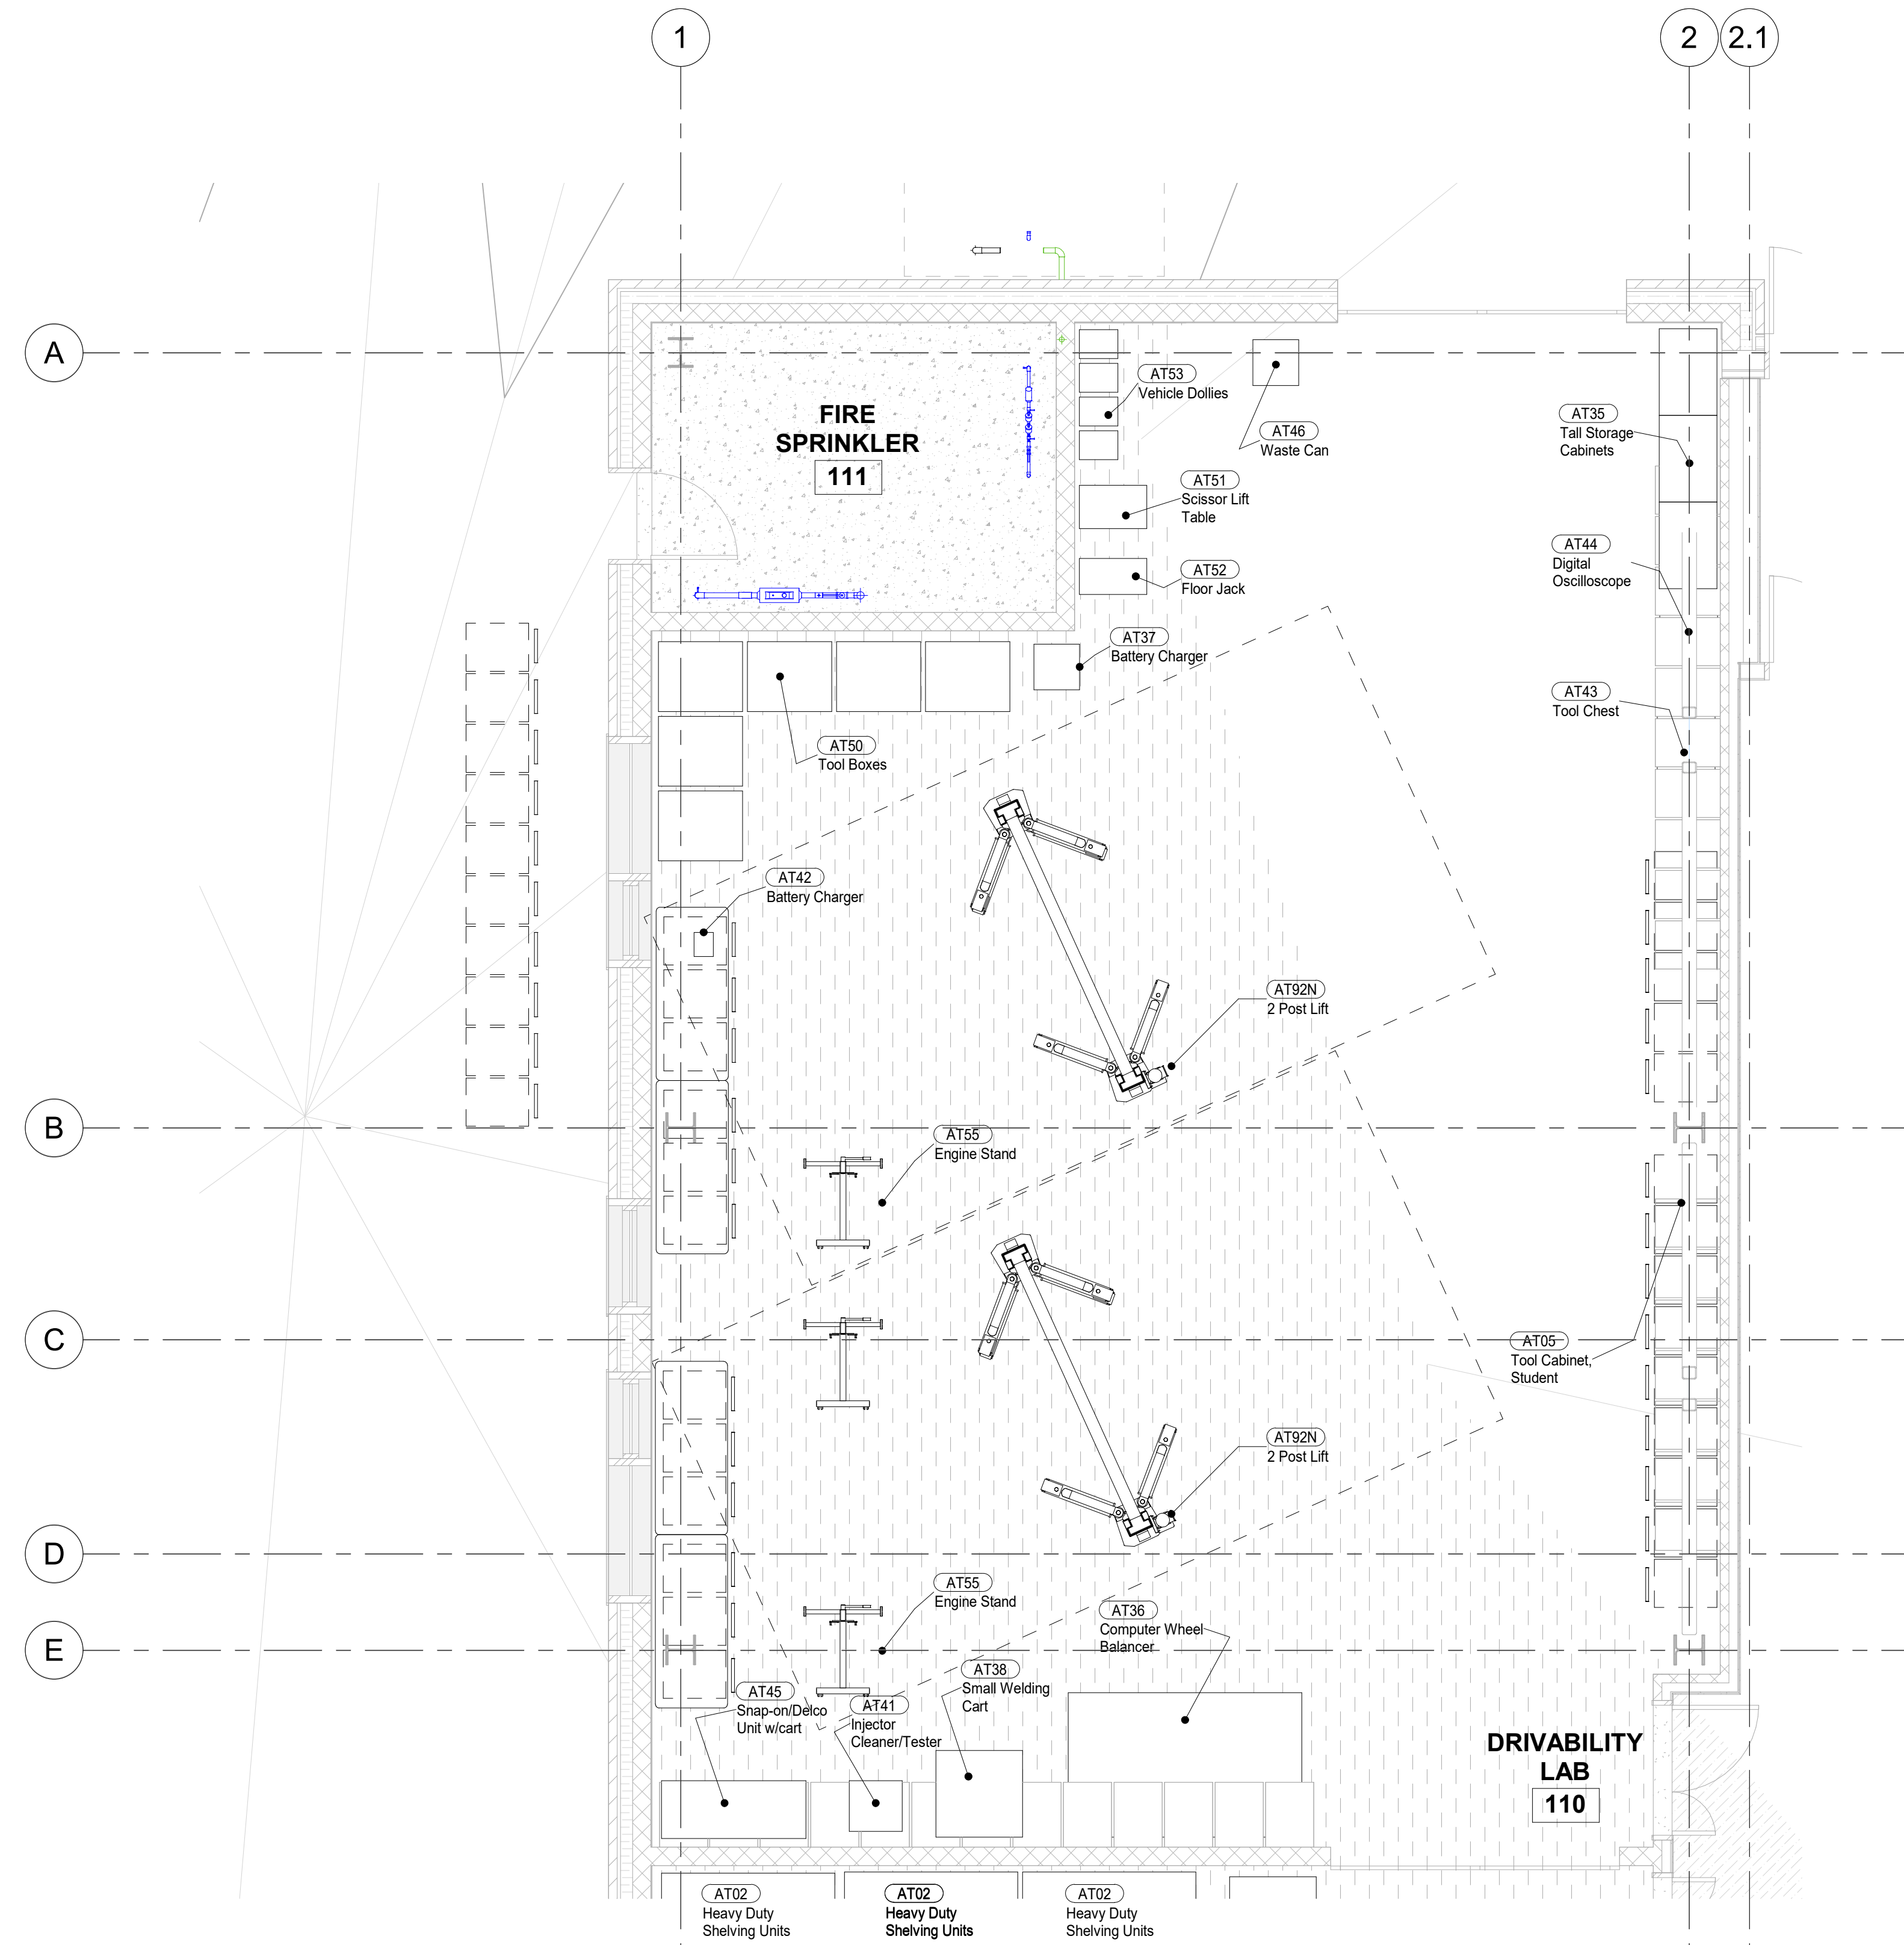 1
2
2.1
A
AT53
Vehicle Dollies
FIRE
SPRINKLER
111
AT46
Waste Can
AT35
Tall Storage
Cabinets
AT51
Scissor Lift
Table
AT44
Digital
Oscilloscope
AT52
Floor Jack
AT37
Battery Charger
AT43
Tool Chest
AT50
Tool Boxes
AT42
Battery Charger
AT92N
2 Post Lift
B
AT55
Engine Stand
C
AT05
Tool Cabinet,
Student
AT92N
2 Post Lift
D
AT55
Engine Stand
AT36
Computer Wheel
Balancer
E
AT38
Small Welding
Cart
AT45
Snap-on/Delco
Unit w/cart
AT41
Injector
Cleaner/Tester
DRIVABILITY
LAB
110
AT02
Heavy Duty
Shelving Units
AT02
Heavy Duty
Shelving Units
AT02
Heavy Duty
Shelving Units